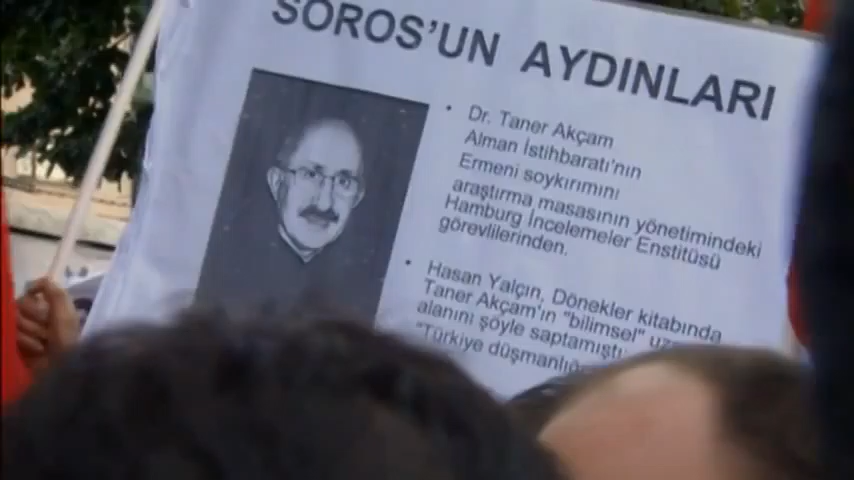 SOROS'UN AYDINLARI
• Dr. Taner Akçam
Alman İstihbaratı'nın
Ermeni soykırımını
araştırma masasının yönetimindeki
Hamburg İncelemeler Enstitüsü
görevlilerinden.
• Hasan Yalçın, Dönekler kitabında
Taner Akçam'ın "bilimsel"
alanını şöyle saptamıştı
"Türkiye